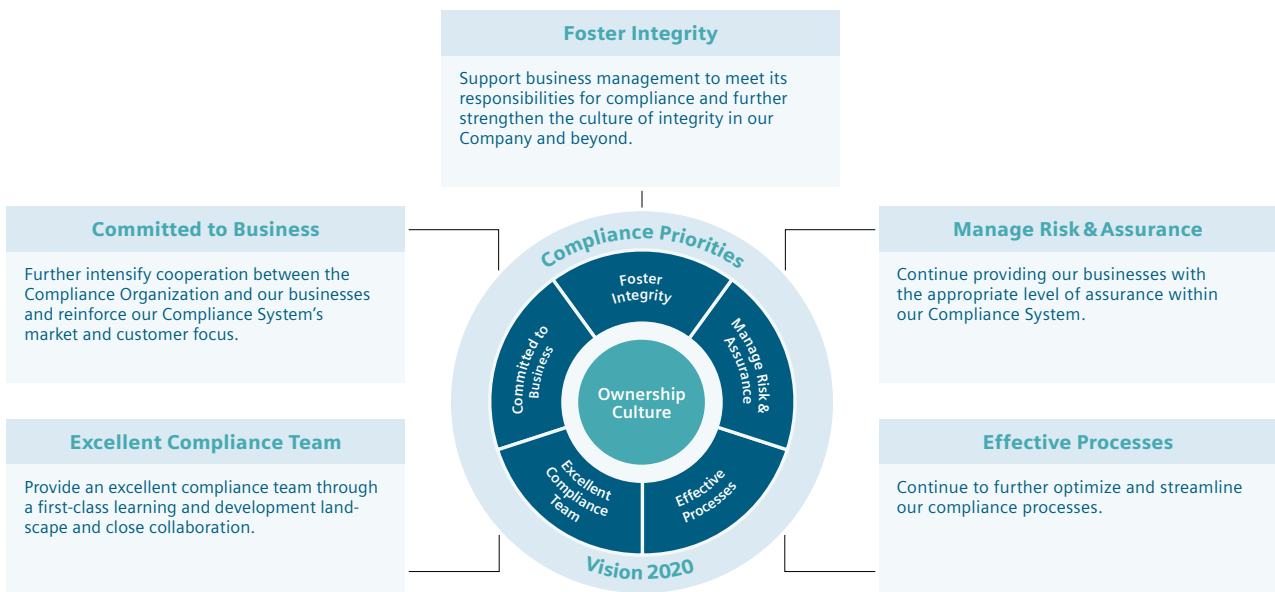 Foster Integrity
Support business management to meet its
responsibilities for compliance and further
strengthen the culture of integrity in our
Company and beyond.
Committed to Business
Further intensify cooperation between the
Compliance Organization and our businesses
and reinforce our Compliance System's
market and customer focus.
Manage Risk & Assurance
Continue providing our businesses with
the appropriate level of assurance within
our Compliance System.
Compliance Priorities
Foster
Integrity
Committed to
Business
Manage Risk &
Assurance
Ownership
Culture
Excellent
Compliance
Team
Effective
Processes
Vision 2020
Excellent Compliance Team
Provide an excellent compliance team through
a first-class learning and development land-
scape and close collaboration.
Effective Processes
Continue to further optimize and streamline
our compliance processes.